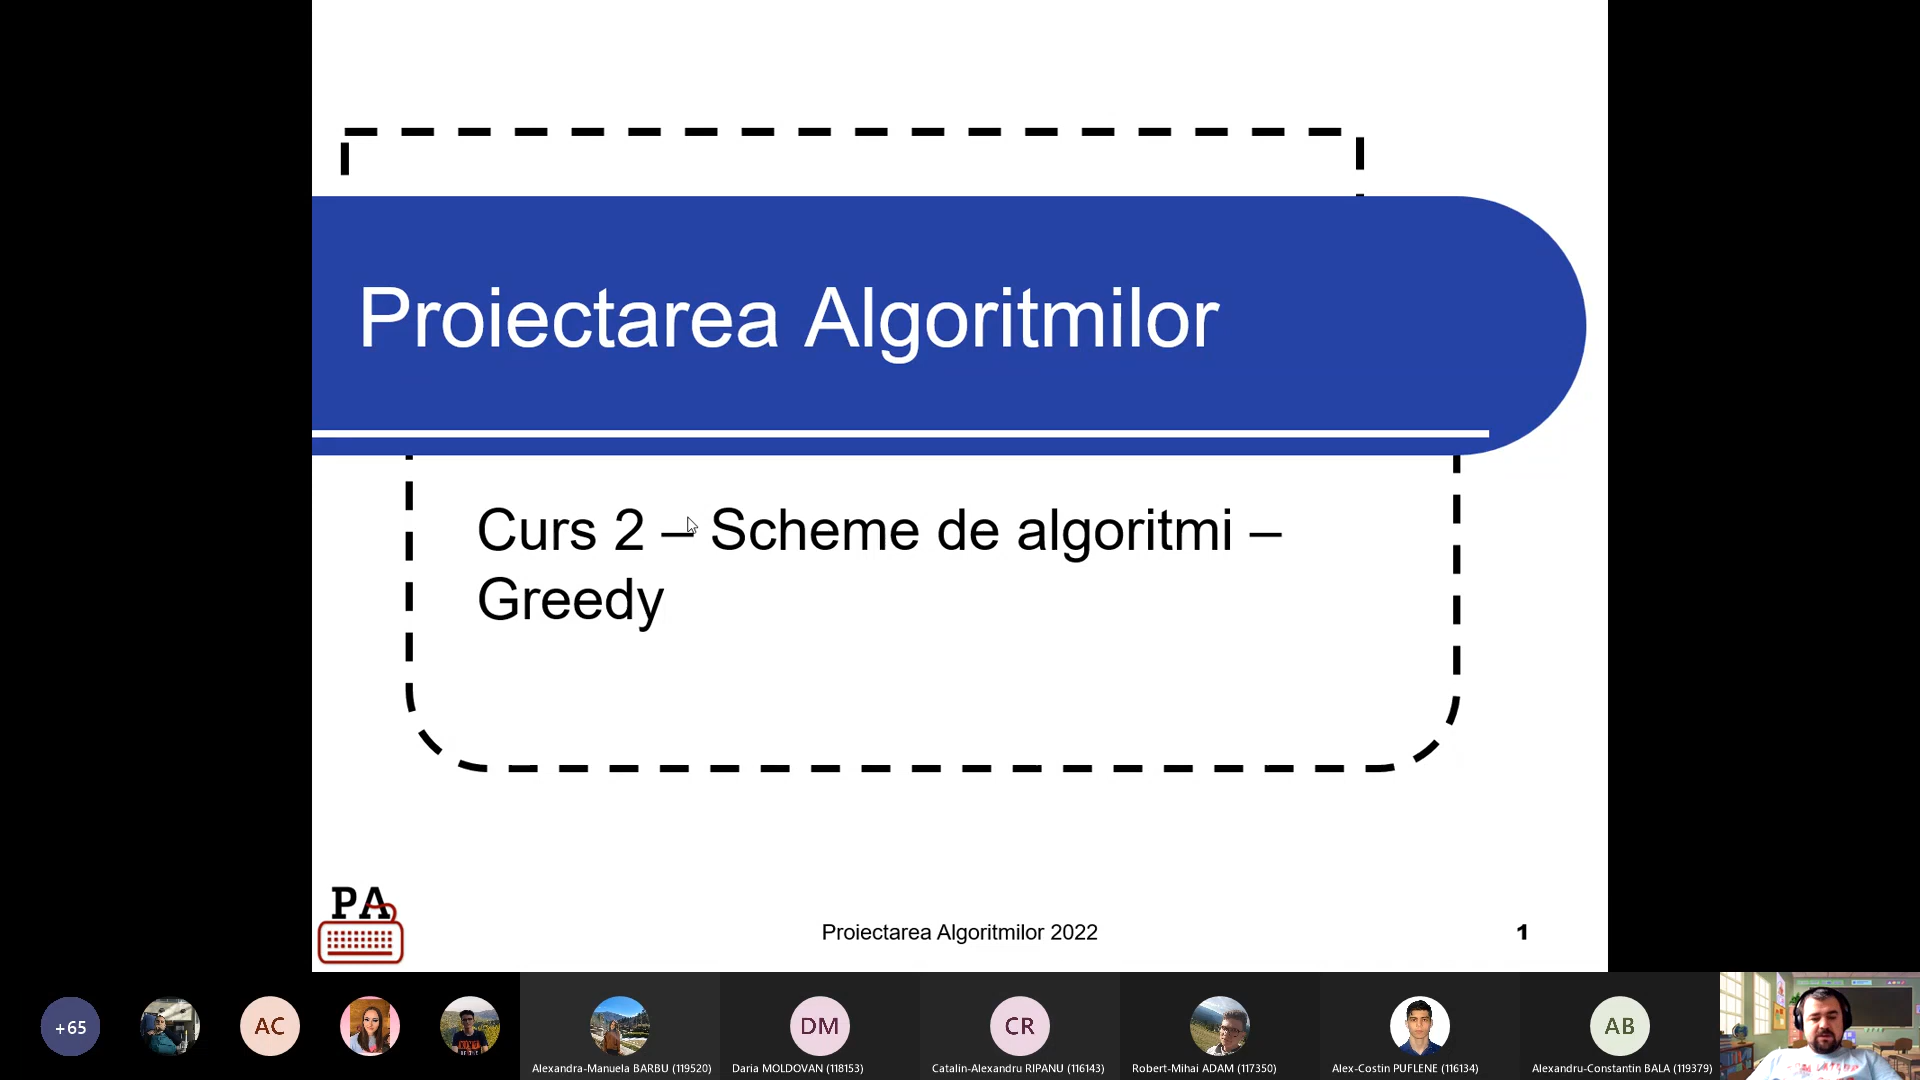 Proiectarea Algoritmilor
Curs 2 – Scheme de algoritmi –
Greedy
PA
Proiectarea Algoritmilor 2022
1
+65
AC
DM
CR
AB
Alexandra-Manuela BARBU (119520)
Daria MOLDOVAN (118153)
Catalin-Alexandru RIPANU (116143)
Robert-Mihai ADAM (117350)
Alex-Costin PUFLENE (116134)
Alexandru-Constantin BALA (119379)